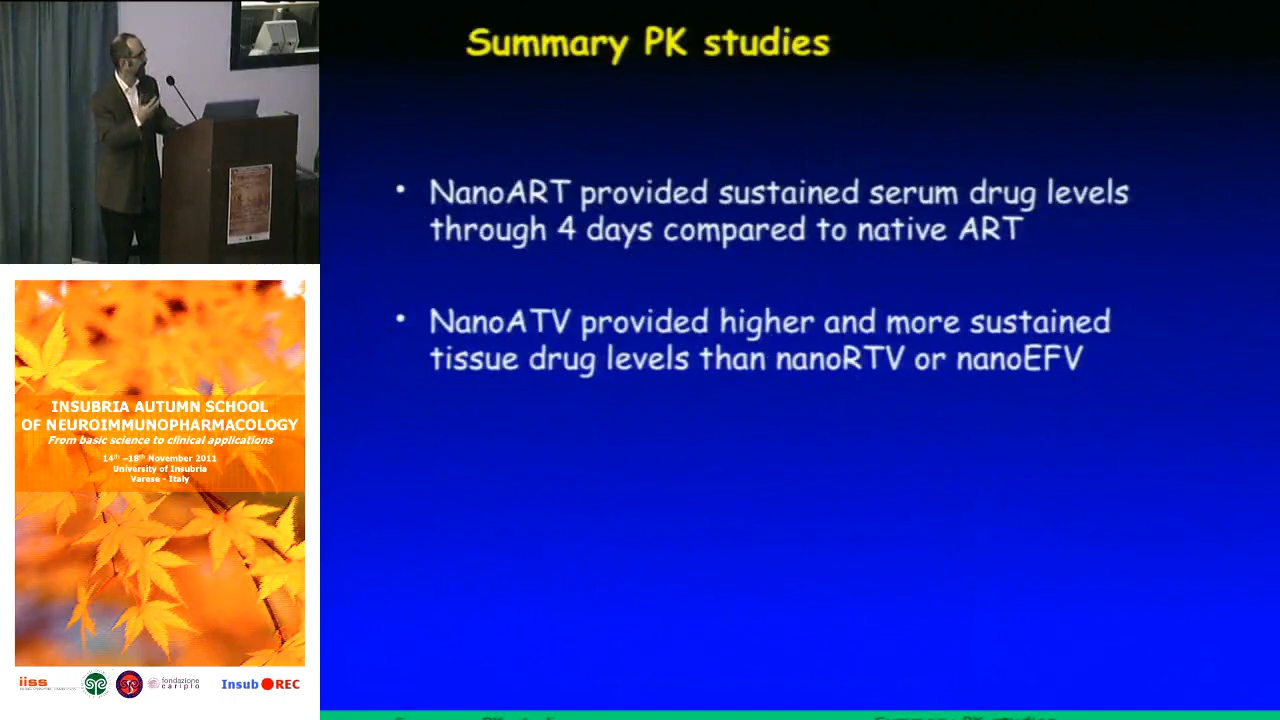 Summary PK studies
• NanoART provided sustained serum drug levels
through 4 days compared to native ART
• NanoATV provided higher and more sustained
tissue drug levels than nanoRTV or nanoEFV
INSUBRIA AUTUMN SCHOOL
OF NEUROIMMUNOPHARMACOLOGY
From basic science to clinical applications
14th –18th November 2011
University of Insubria
Varese - Italy
iiss
fondazione
cariplo
Insub REC